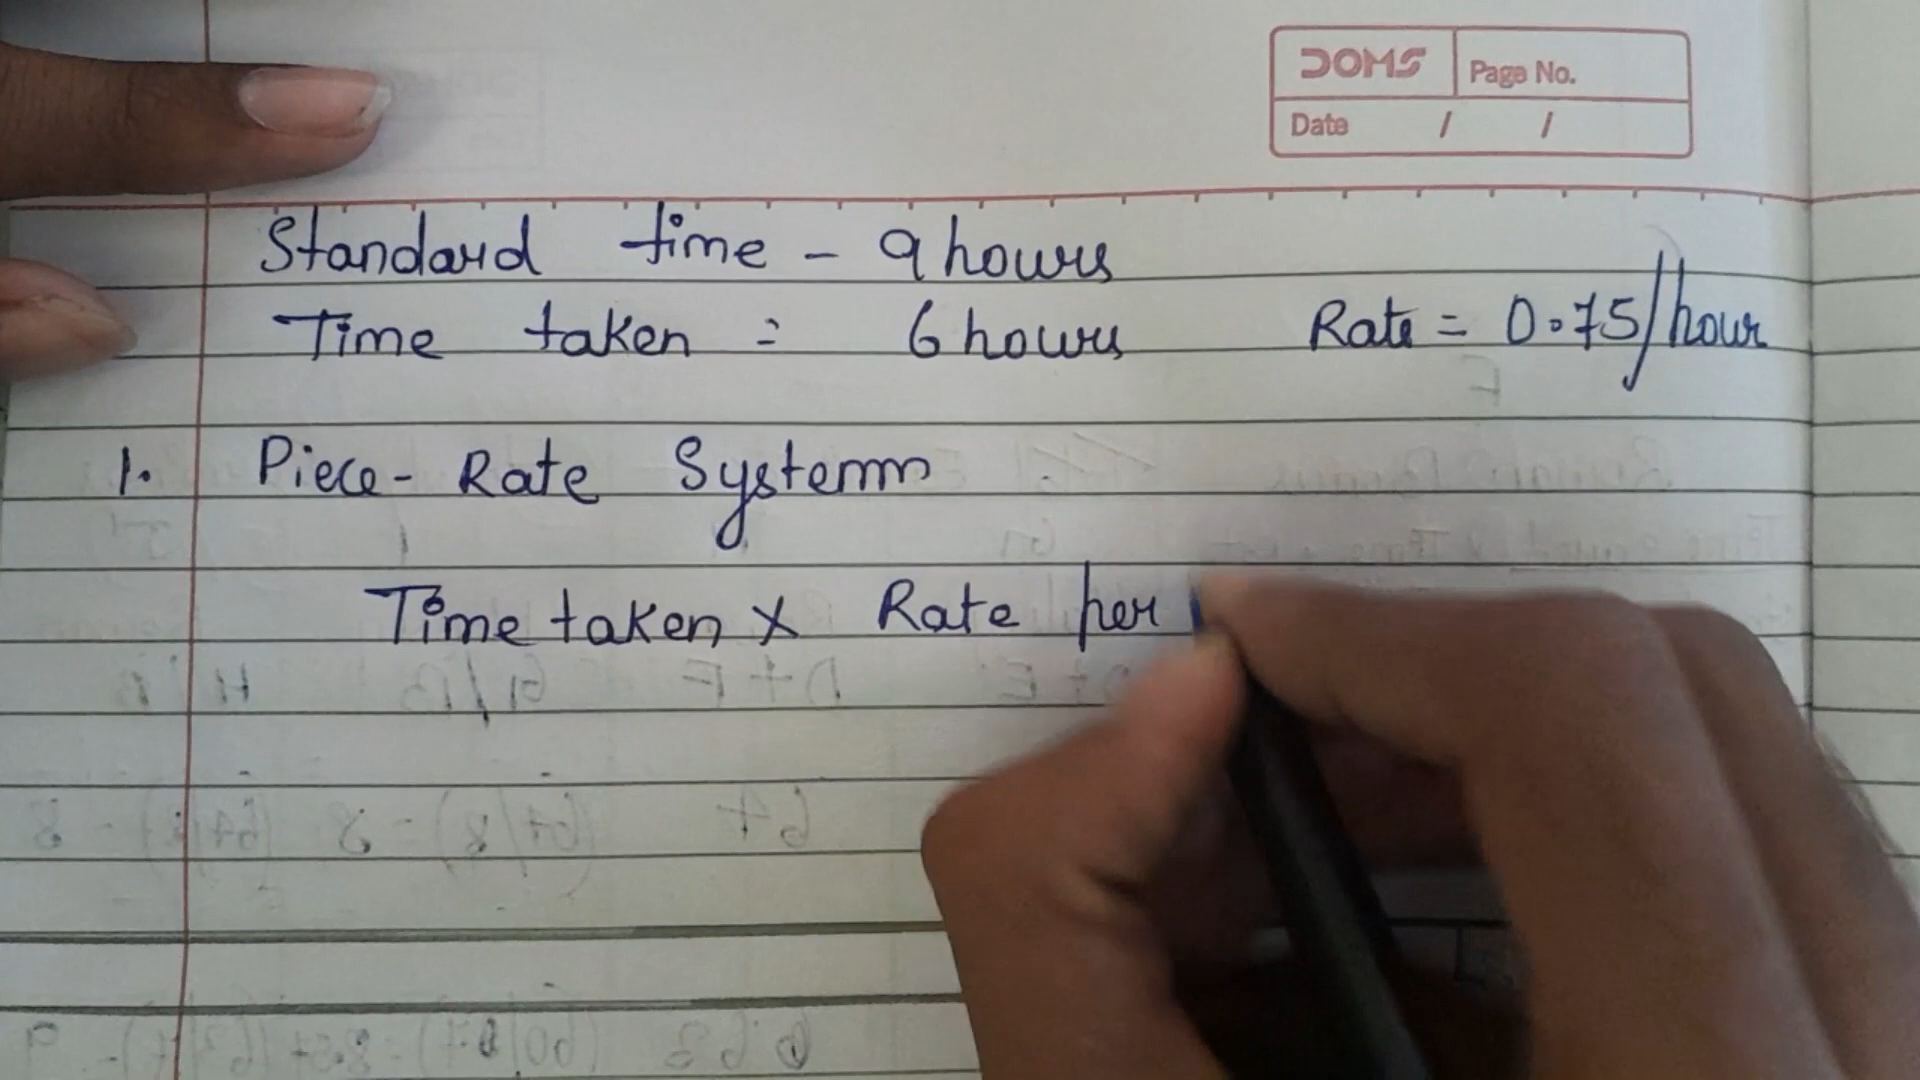 DOMS Page No.
Date / /
Standard time - 9 hours
Time taken = 6 hours Rate = 0.75/hour
1. Piece-Rate System
Time taken x Rate per